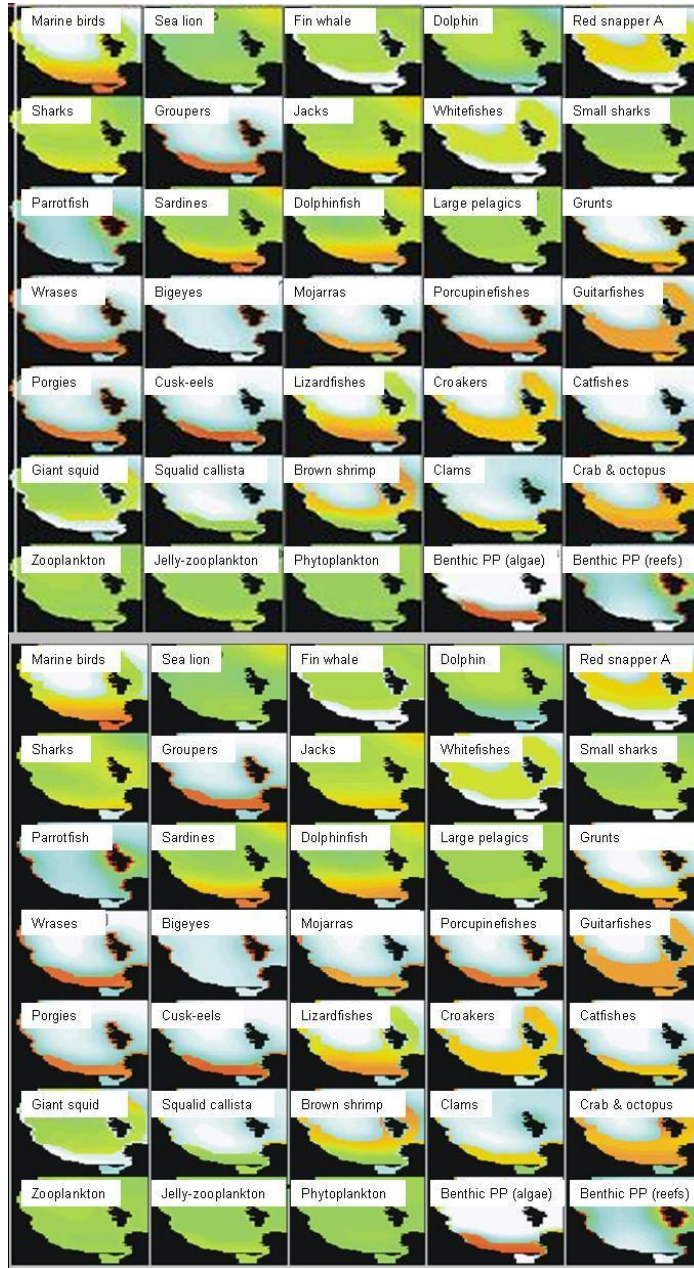 Marine birds Sea lion Fin whale Dolphin Red snapper A
Sharks Groupers Jacks Whitefishes Small sharks
Parrotfish Sardines Dolphinfish Large pelagics Grunts
Wrases Bigeyes Mojarras Porcupinefishes Guitarfishes
Porgies Cusk-eels Lizardfishes Croakers Catfishes
Giant squid Squalid callista Brown shrimp Clams Crab & octopus
Zooplankton Jelly-zooplankton Phytoplankton Benthic PP (algae) Benthic PP (reefs)
Marine birds Sea lion Fin whale Dolphin Red snapper A
Sharks Groupers Jacks Whitefishes Small sharks
Parrotfish Sardines Dolphinfish Large pelagics Grunts
Wrases Bigeyes Mojarras Porcupinefishes Guitarfishes
Porgies Cusk-eels Lizardfishes Croakers Catfishes
Giant squid Squalid callista Brown shrimp Clams Crab & octopus
Zooplankton Jelly-zooplankton Phytoplankton Benthic PP (algae) Benthic PP (reefs)